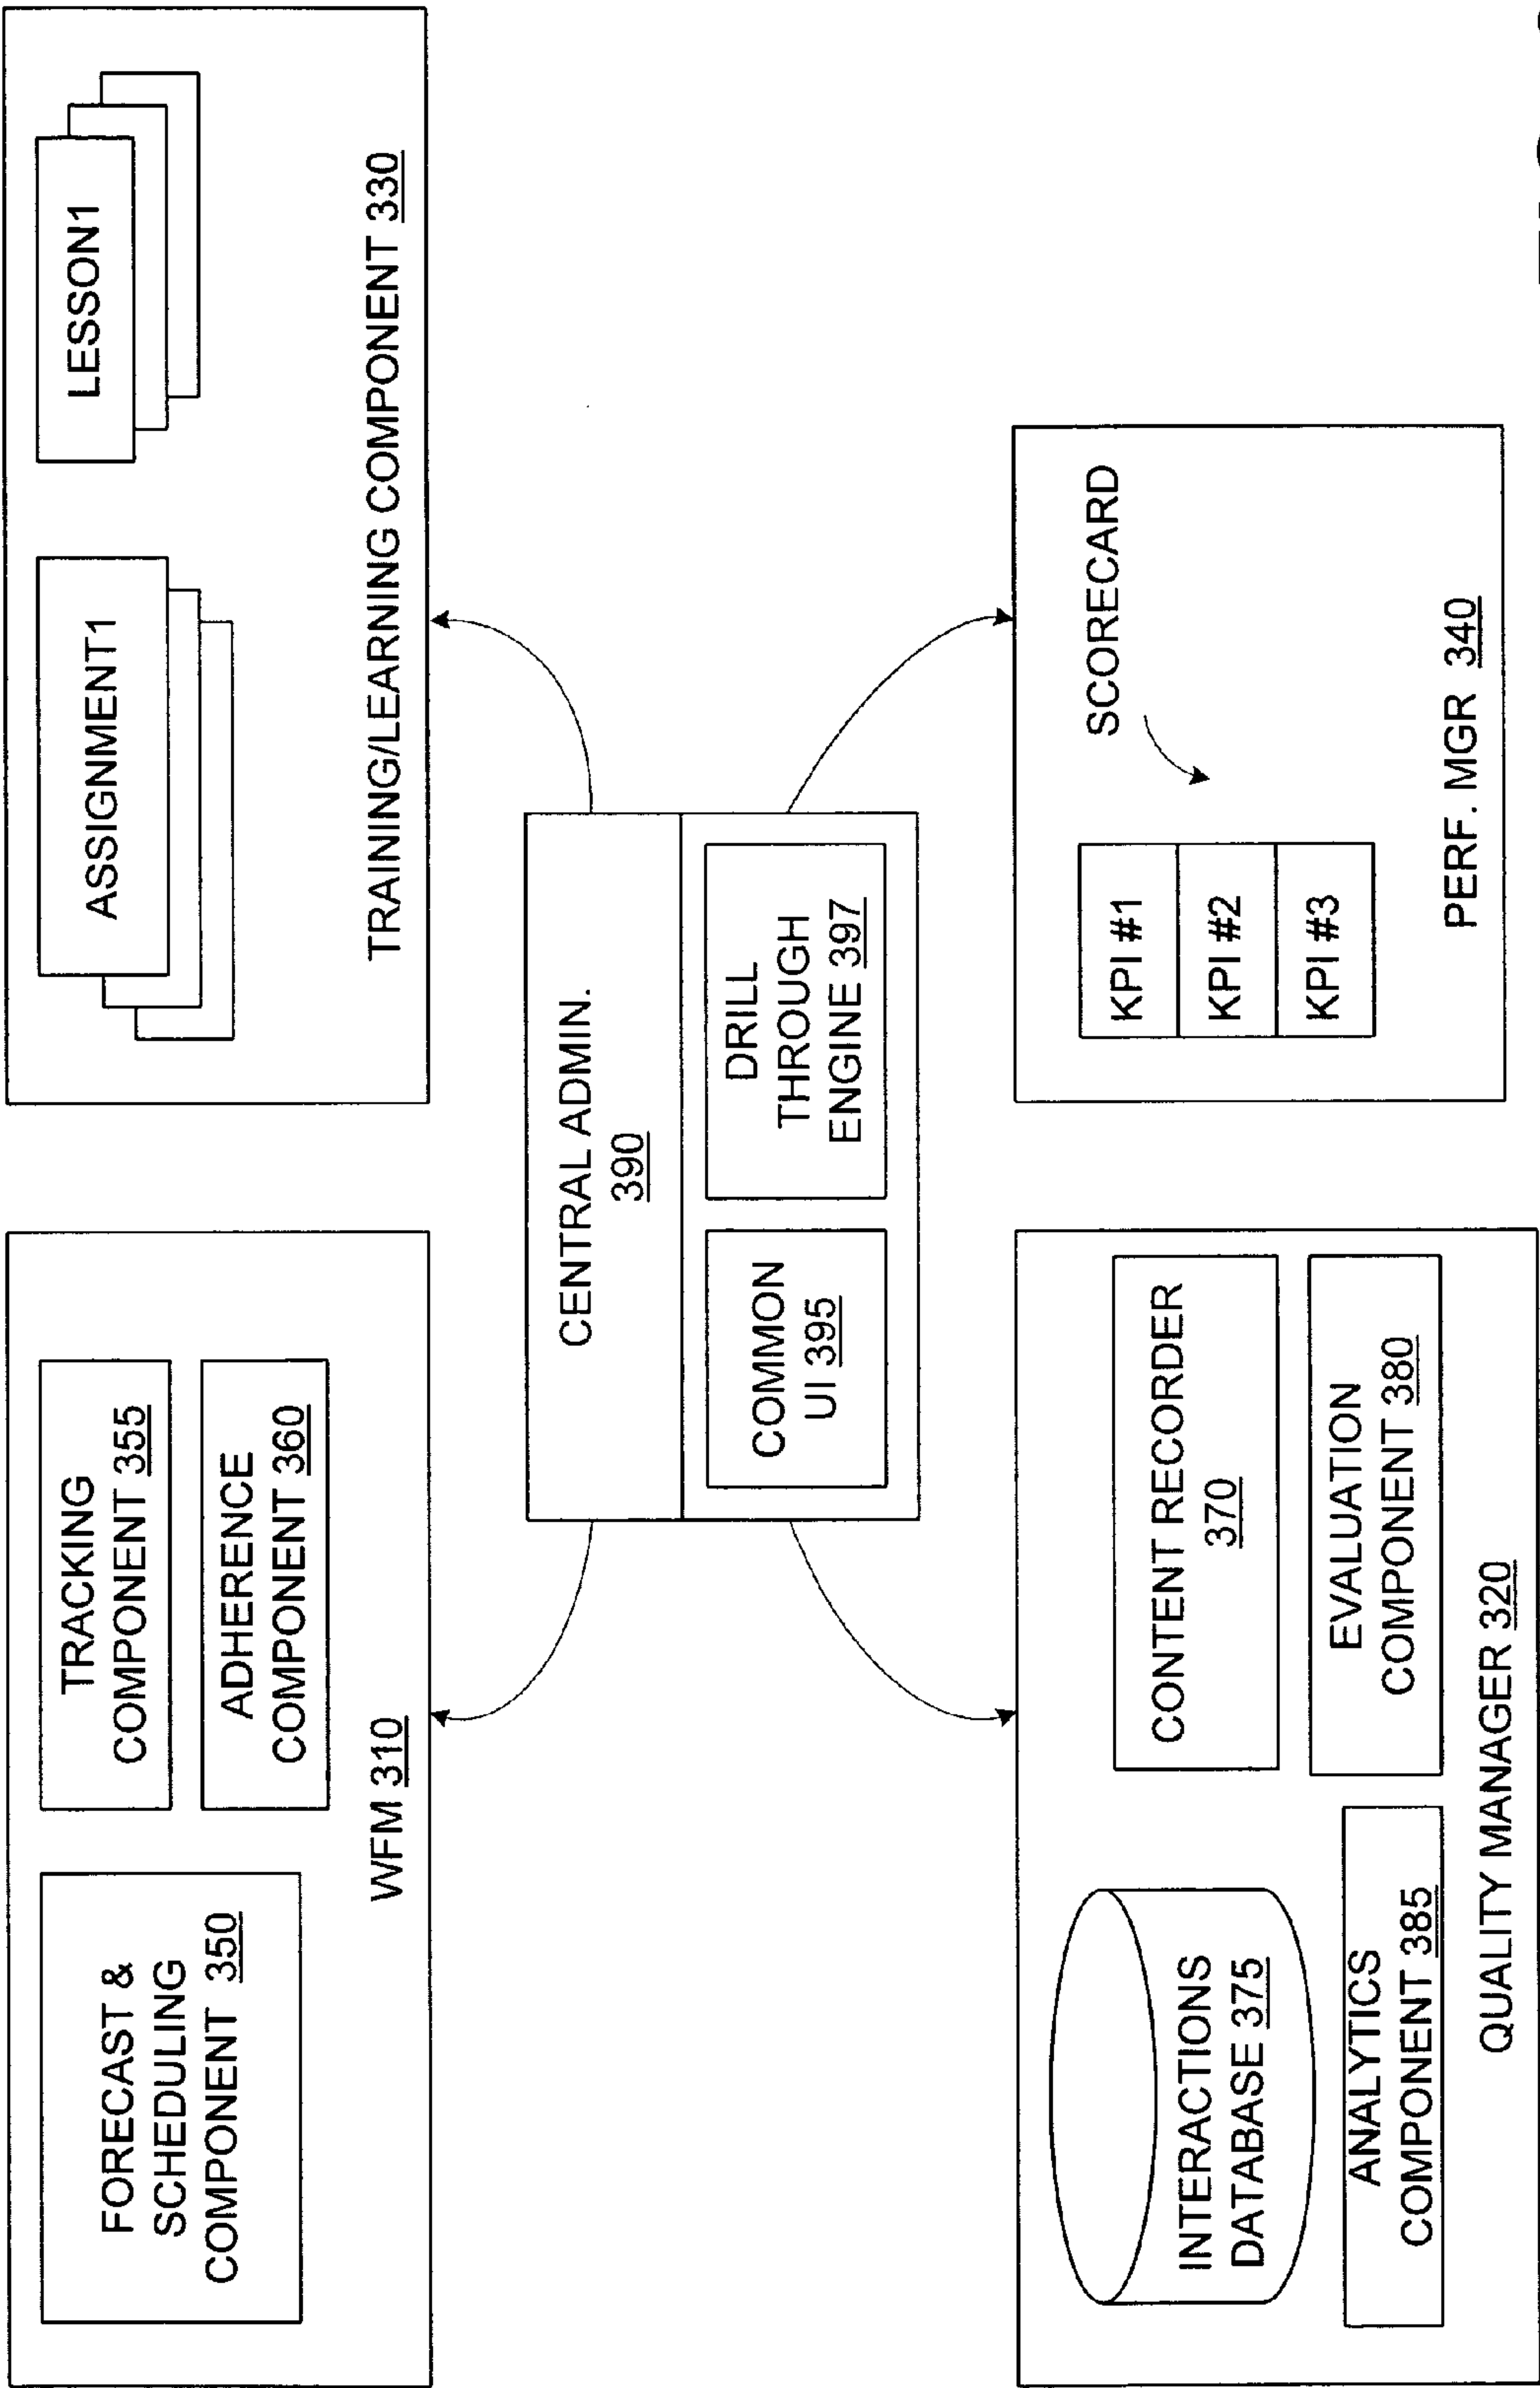 FORECAST &
SCHEDULING
COMPONENT 350
TRACKING
COMPONENT 355
ADHERENCE
COMPONENT 360
WFM 310
ASSIGNMENT1
LESSON1
TRAINING/LEARNING COMPONENT 330
CENTRAL ADMIN.
390
COMMON
UI 395
DRILL
THROUGH
ENGINE 397
INTERACTIONS
DATABASE 375
CONTENT RECORDER
370
ANALYTICS
COMPONENT 385
EVALUATION
COMPONENT 380
QUALITY MANAGER 320
SCORECARD
KPI #1
KPI #2
KPI #3
PERF. MGR 340